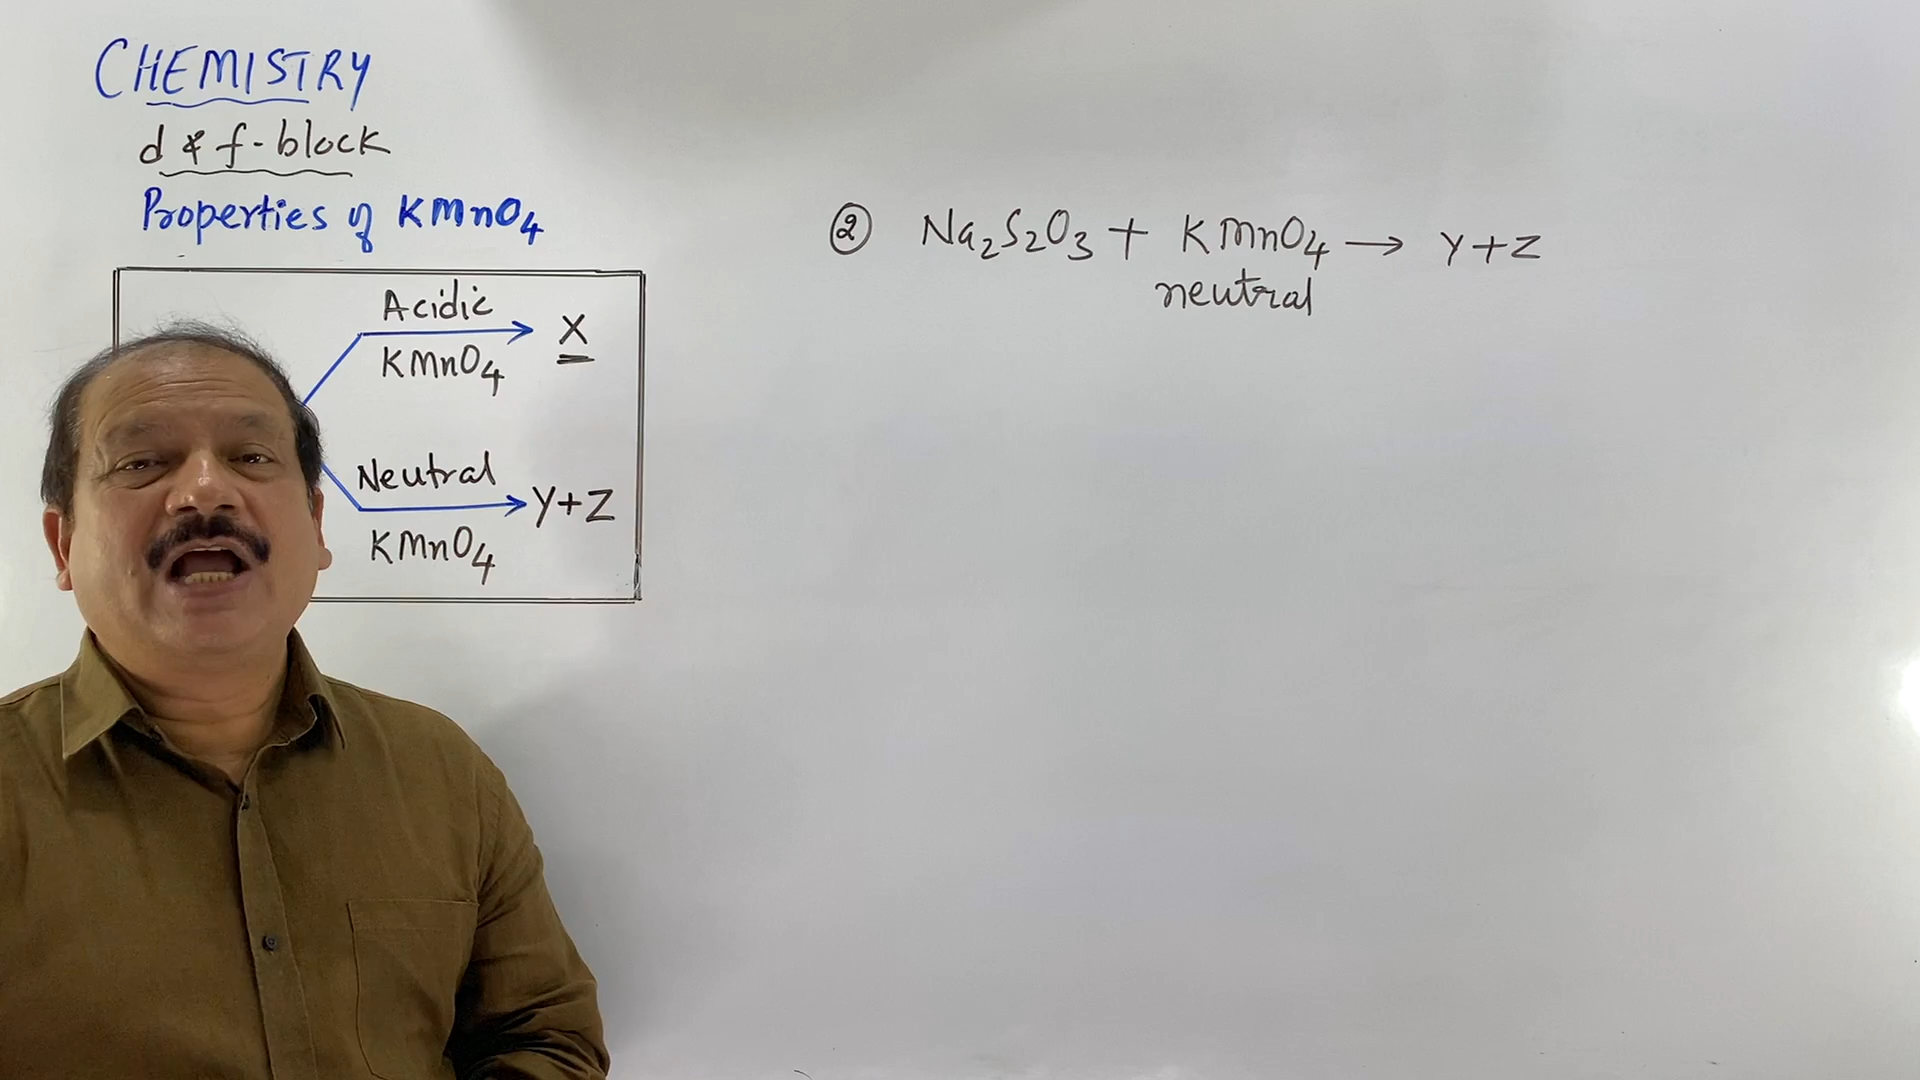 CHEMISTRY
d & f-block
Properties of KMnO4
Acidic
KMnO4
X
Neutral
KMnO4
Y+Z
② Na2S2O3 + KMnO4 → Y+Z
neutral